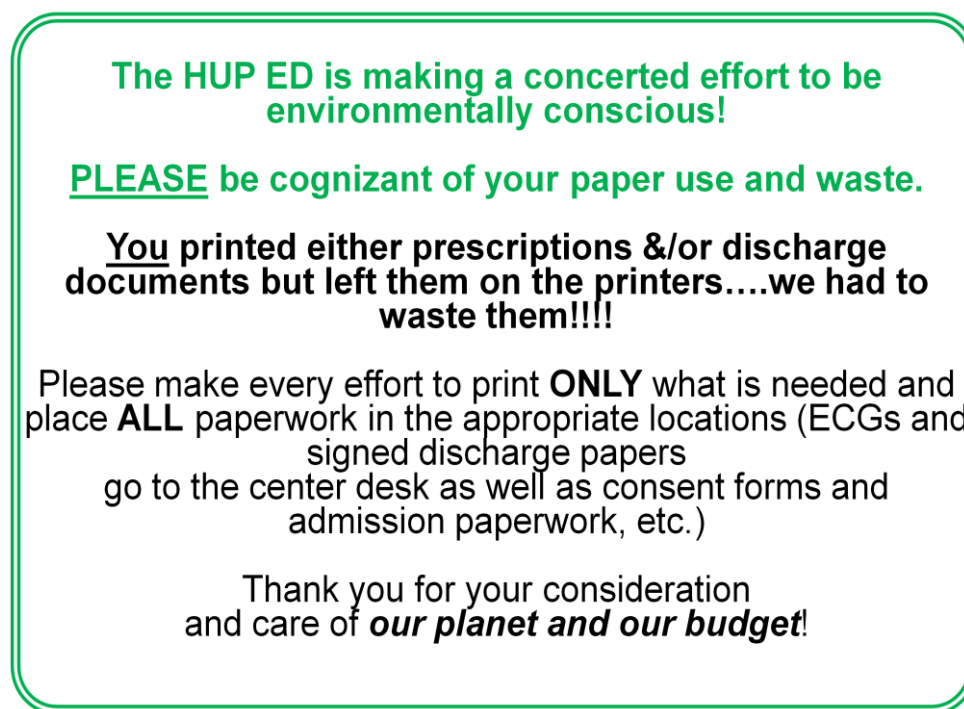 The HUP ED is making a concerted effort to be
environmentally conscious!
PLEASE be cognizant of your paper use and waste.
You printed either prescriptions &/or discharge
documents but left them on the printers....we had to
waste them!!!!
Please make every effort to print ONLY what is needed and
place ALL paperwork in the appropriate locations (ECGs and
signed discharge papers
go to the center desk as well as consent forms and
admission paperwork, etc.)
Thank you for your consideration
and care of our planet and our budget!